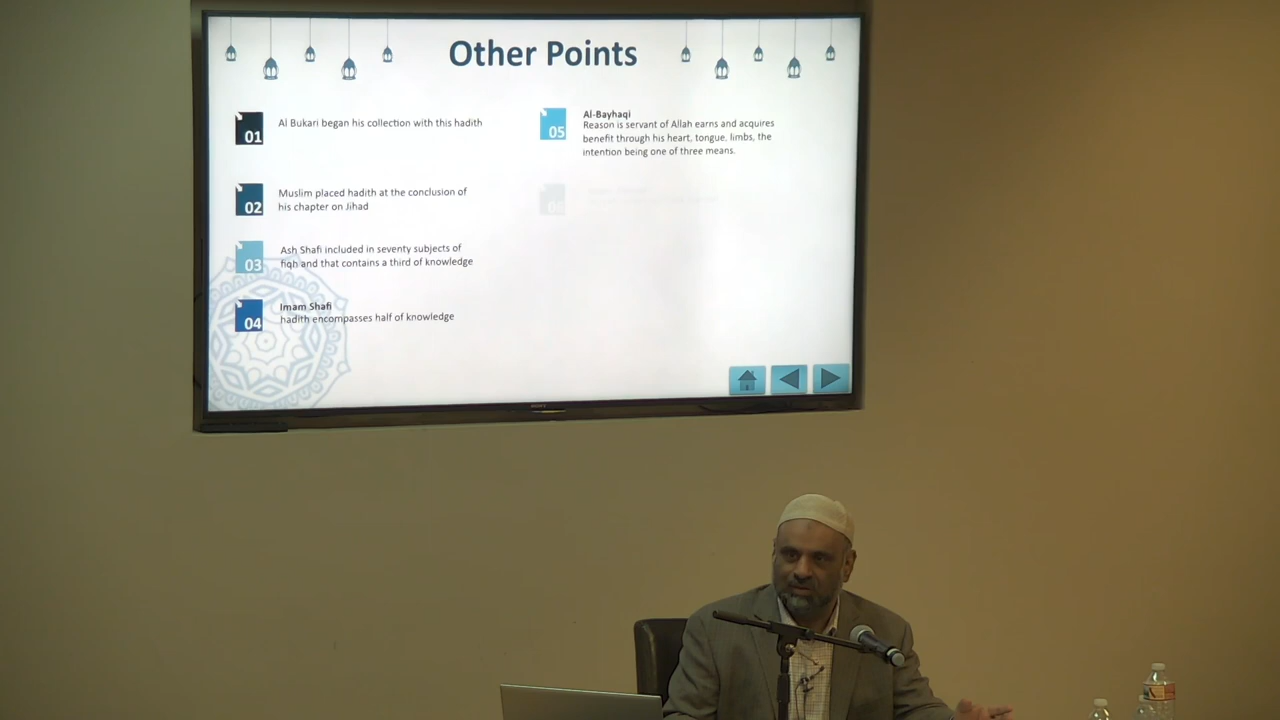 Other Points
01
Al Bukari began his collection with this hadith
02
Muslim placed hadith at the conclusion of
his chapter on Jihad
03
Ash Shafi included in seventy subjects of
fiqh and that contains a third of knowledge
04
Imam Shafi
hadith encompasses half of knowledge
05
Al-Bayhaqi
Reason is servant of Allah earns and acquires
benefit through his heart, tongue, limbs, the
intention being one of three means.
06
SONY